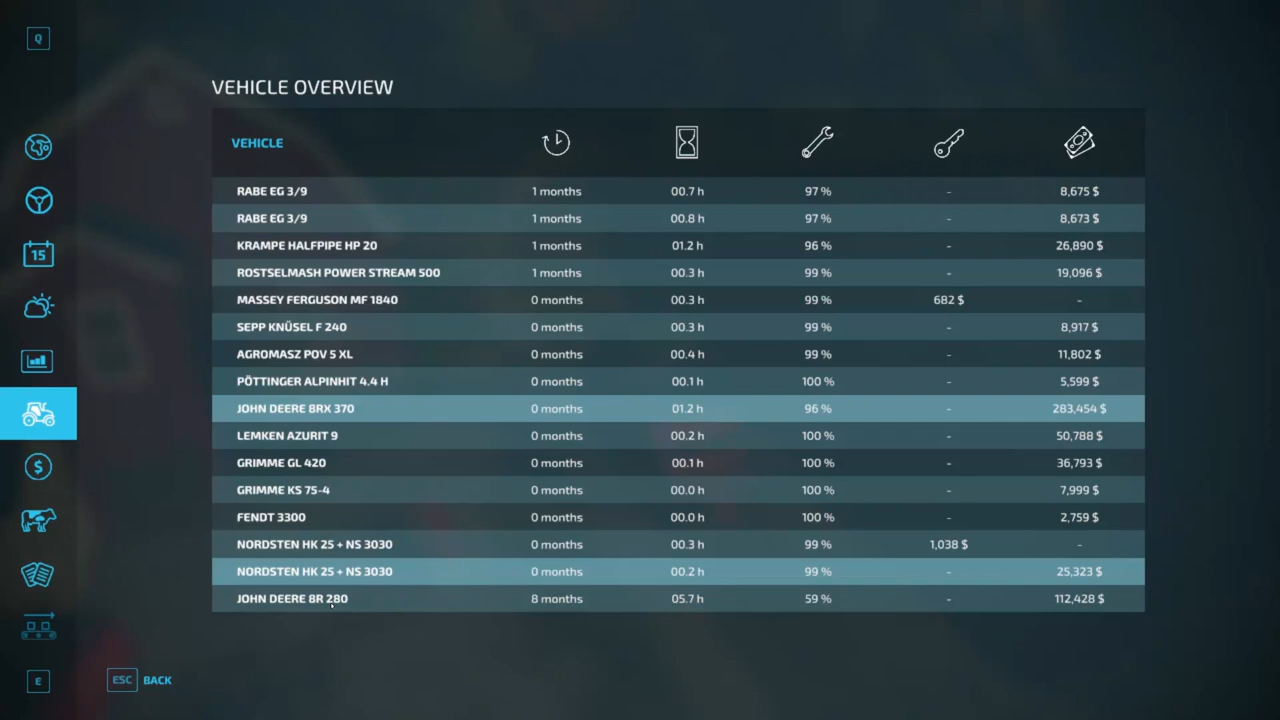 Q
VEHICLE OVERVIEW
VEHICLE
RABE EG 3/9 1 months 00.7 h 97 % - 8,675 $
RABE EG 3/9 1 months 00.8 h 97 % - 8,673 $
KRAMPE HALFPIPE HP 20 1 months 01.2 h 96 % - 26,890 $
ROSTSELMASH POWER STREAM 500 1 months 00.3 h 99 % - 19,096 $
MASSEY FERGUSON MF 1840 0 months 00.3 h 99 % 682 $ -
SEPP KNÜSEL F 240 0 months 00.3 h 99 % - 8,917 $
AGROMASZ POV 5 XL 0 months 00.4 h 99 % - 11,802 $
PÖTTINGER ALPINHIT 4.4 H 0 months 00.1 h 100 % - 5,599 $
JOHN DEERE 8RX 370 0 months 01.2 h 96 % - 283,454 $
LEMKEN AZURIT 9 0 months 00.2 h 100 % - 50,788 $
GRIMME GL 420 0 months 00.1 h 100 % - 36,793 $
GRIMME KS 75-4 0 months 00.0 h 100 % - 7,999 $
FENDT 3300 0 months 00.0 h 100 % - 2,759 $
NORDSTEN HK 25 + NS 3030 0 months 00.3 h 99 % 1,038 $ -
NORDSTEN HK 25 + NS 3030 0 months 00.2 h 99 % - 25,323 $
JOHN DEERE 8R 280 8 months 05.7 h 59 % - 112,428 $
15
$
E
ESC BACK